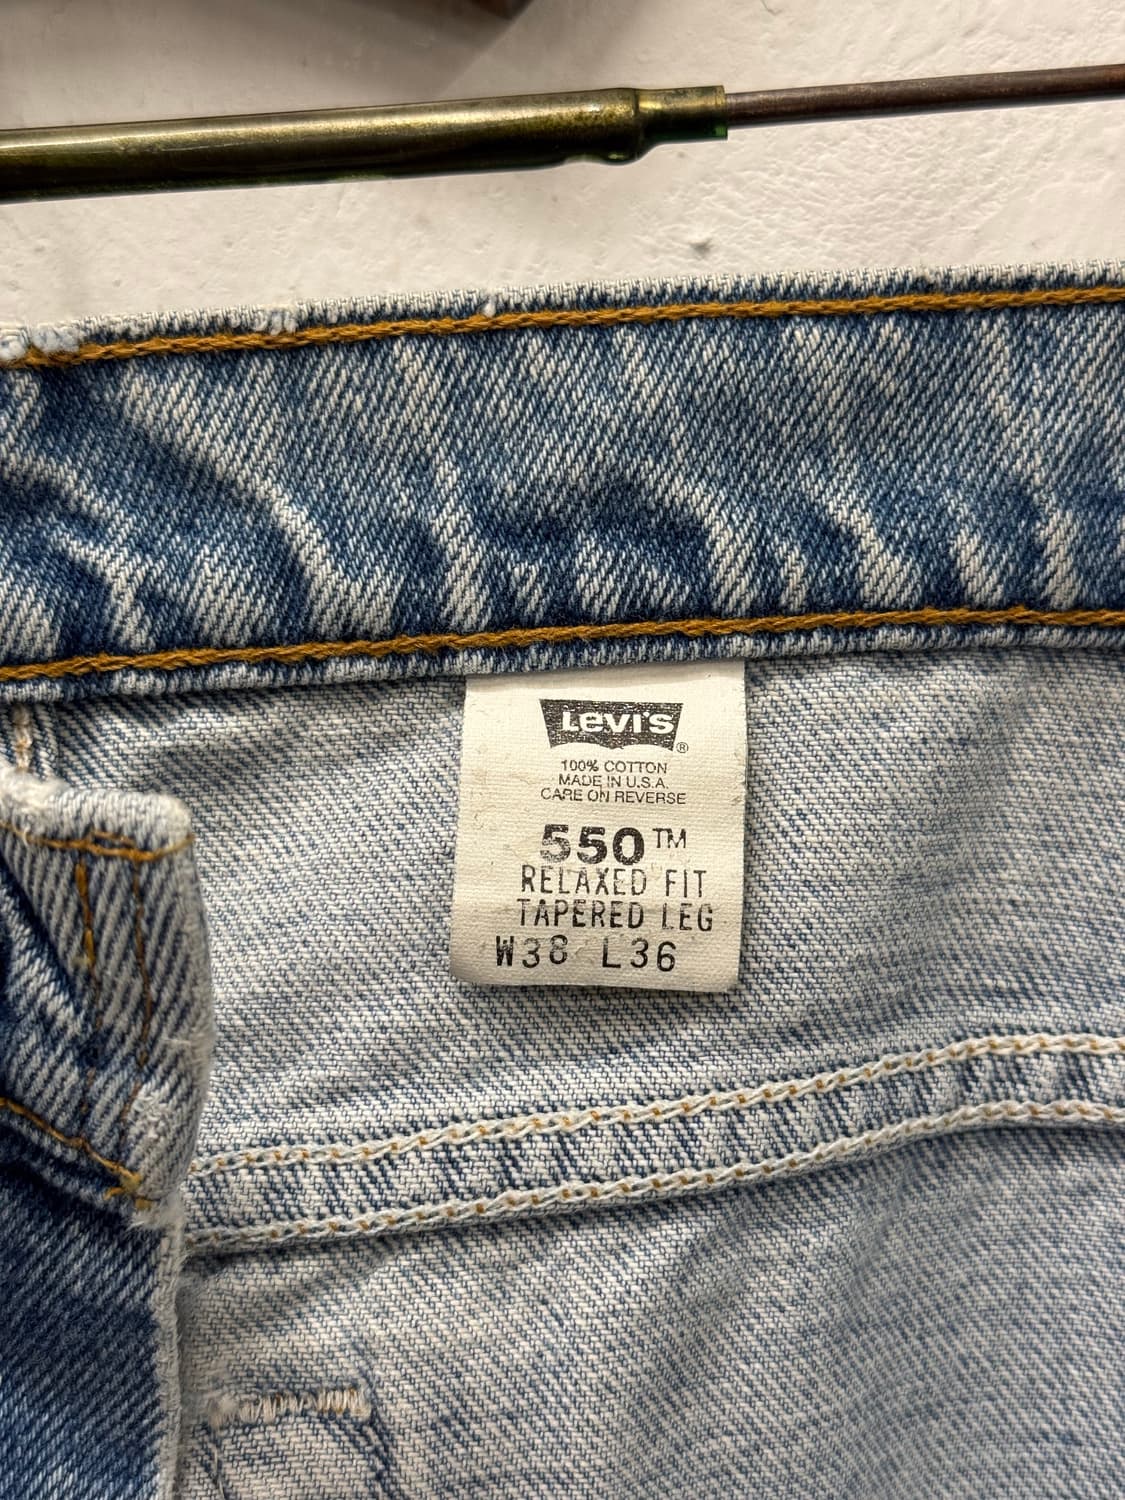 Levi's®
100% COTTON
MADE IN U.S.A.
CARE ON REVERSE
550™
RELAXED FIT
TAPERED LEG
W38 L36